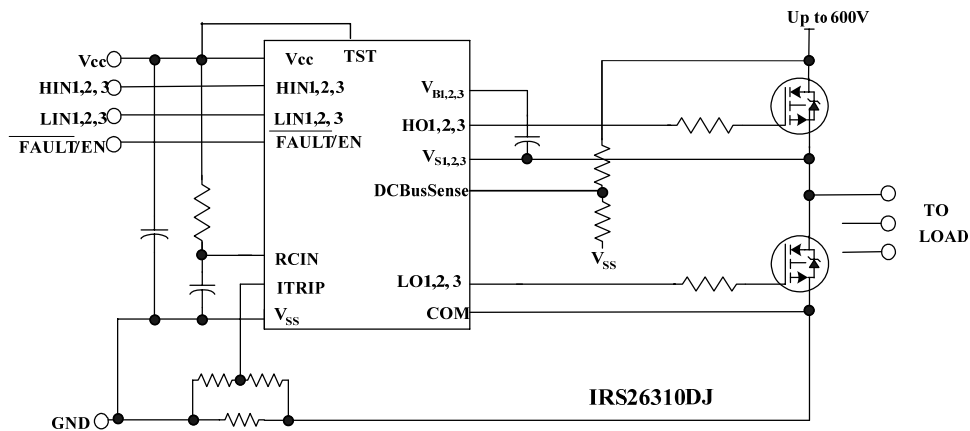 Up to 600V
TST
Vcc
Vcc
HIN1,2, 3
HIN1,2,3
LIN1,2,3
LIN1,2, 3
FAULT/EN
FAULT/EN
VB1,2,3
HO1,2,3
VS1,2,3
DCBusSense
TO
LOAD
VSS
RCIN
ITRIP
LO1,2, 3
VSS
COM
IRS26310DJ
GND